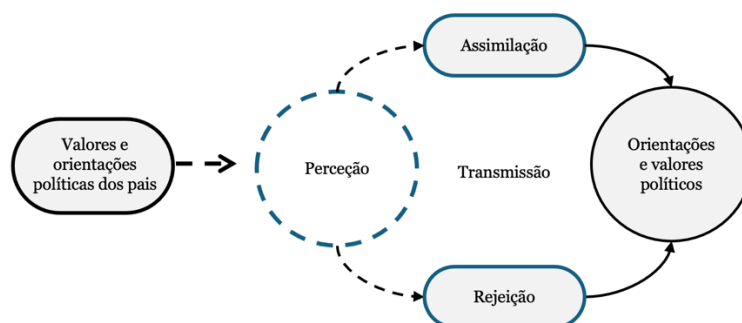 Valores e
orientações
políticas dos pais
Perceção
Assimilação
Transmissão
Rejeição
Orientações
e valores
políticos